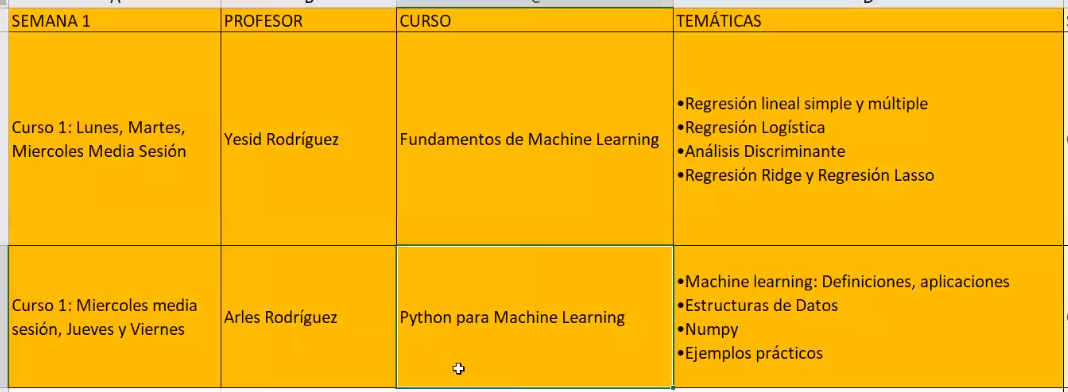 SEMANA 1
PROFESOR
CURSO
TEMÁTICAS
Curso 1: Lunes, Martes,
Miercoles Media Sesión
Yesid Rodríguez
Fundamentos de Machine Learning
•Regresión lineal simple y múltiple
•Regresión Logística
•Análisis Discriminante
•Regresión Ridge y Regresión Lasso
Curso 1: Miercoles media
sesión, Jueves y Viernes
Arles Rodríguez
Python para Machine Learning
•Machine learning: Definiciones, aplicaciones
•Estructuras de Datos
•Numpy
•Ejemplos prácticos